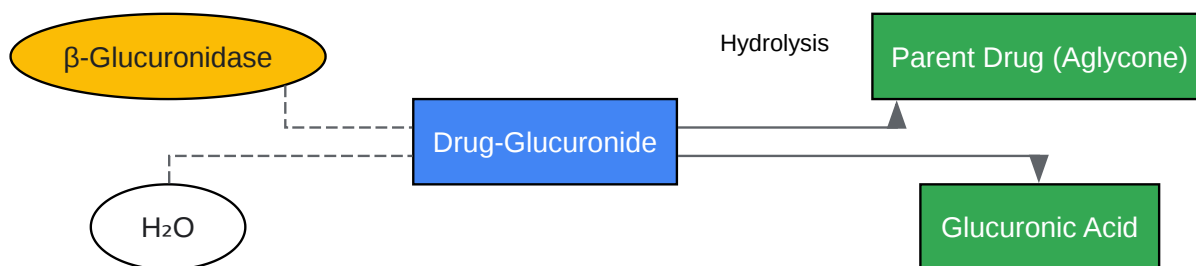 β-Glucuronidase
Hydrolysis
Parent Drug (Aglycone)
Drug-Glucuronide
H₂O
Glucuronic Acid